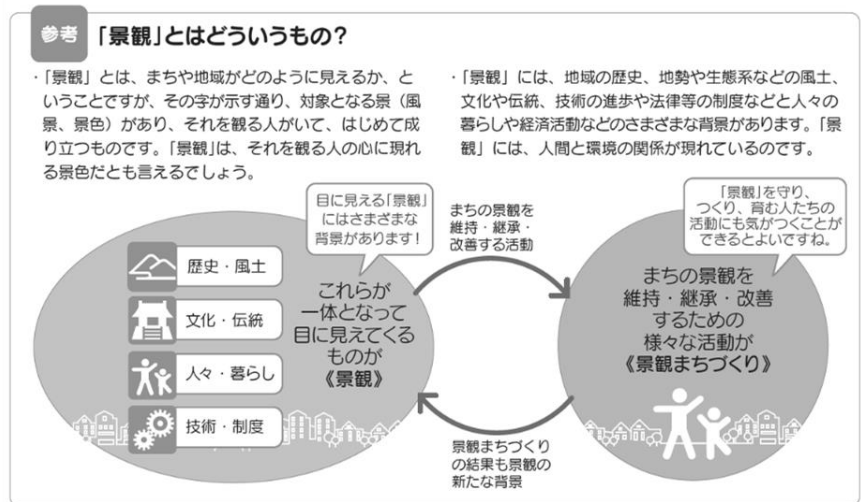 参考 「景観」とはどういうもの？
・「景観」とは、まちや地域がどのように見えるか、と
いうことですが、その字が示す通り、対象となる景（風
景、景色）があり、それを観る人がいて、はじめて成
り立つものです。「景観」は、それを観る人の心に現れ
る景色だとも言えるでしょう。
・「景観」には、地域の歴史、地勢や生態系などの風土、
文化や伝統、技術の進歩や法律等の制度などと人々の
暮らしや経済活動などのさまざまな背景があります。「景
観」には、人間と環境の関係が現れているのです。
目に見える「景観」
にはさまざまな
背景があります！
歴史・風土
文化・伝統
人々・暮らし
技術・制度
これらが
一体となって
目に見えてくる
ものが
《景観》
まちの景観を
維持・継承・
改善する活動
「景観」を守り、
つくり、育む人たちの
活動にも気がつくことが
できるとよいですね。
まちの景観を
維持・継承・改善
するための
様々な活動が
《景観まちづくり》
景観まちづくり
の結果も景観の
新たな背景